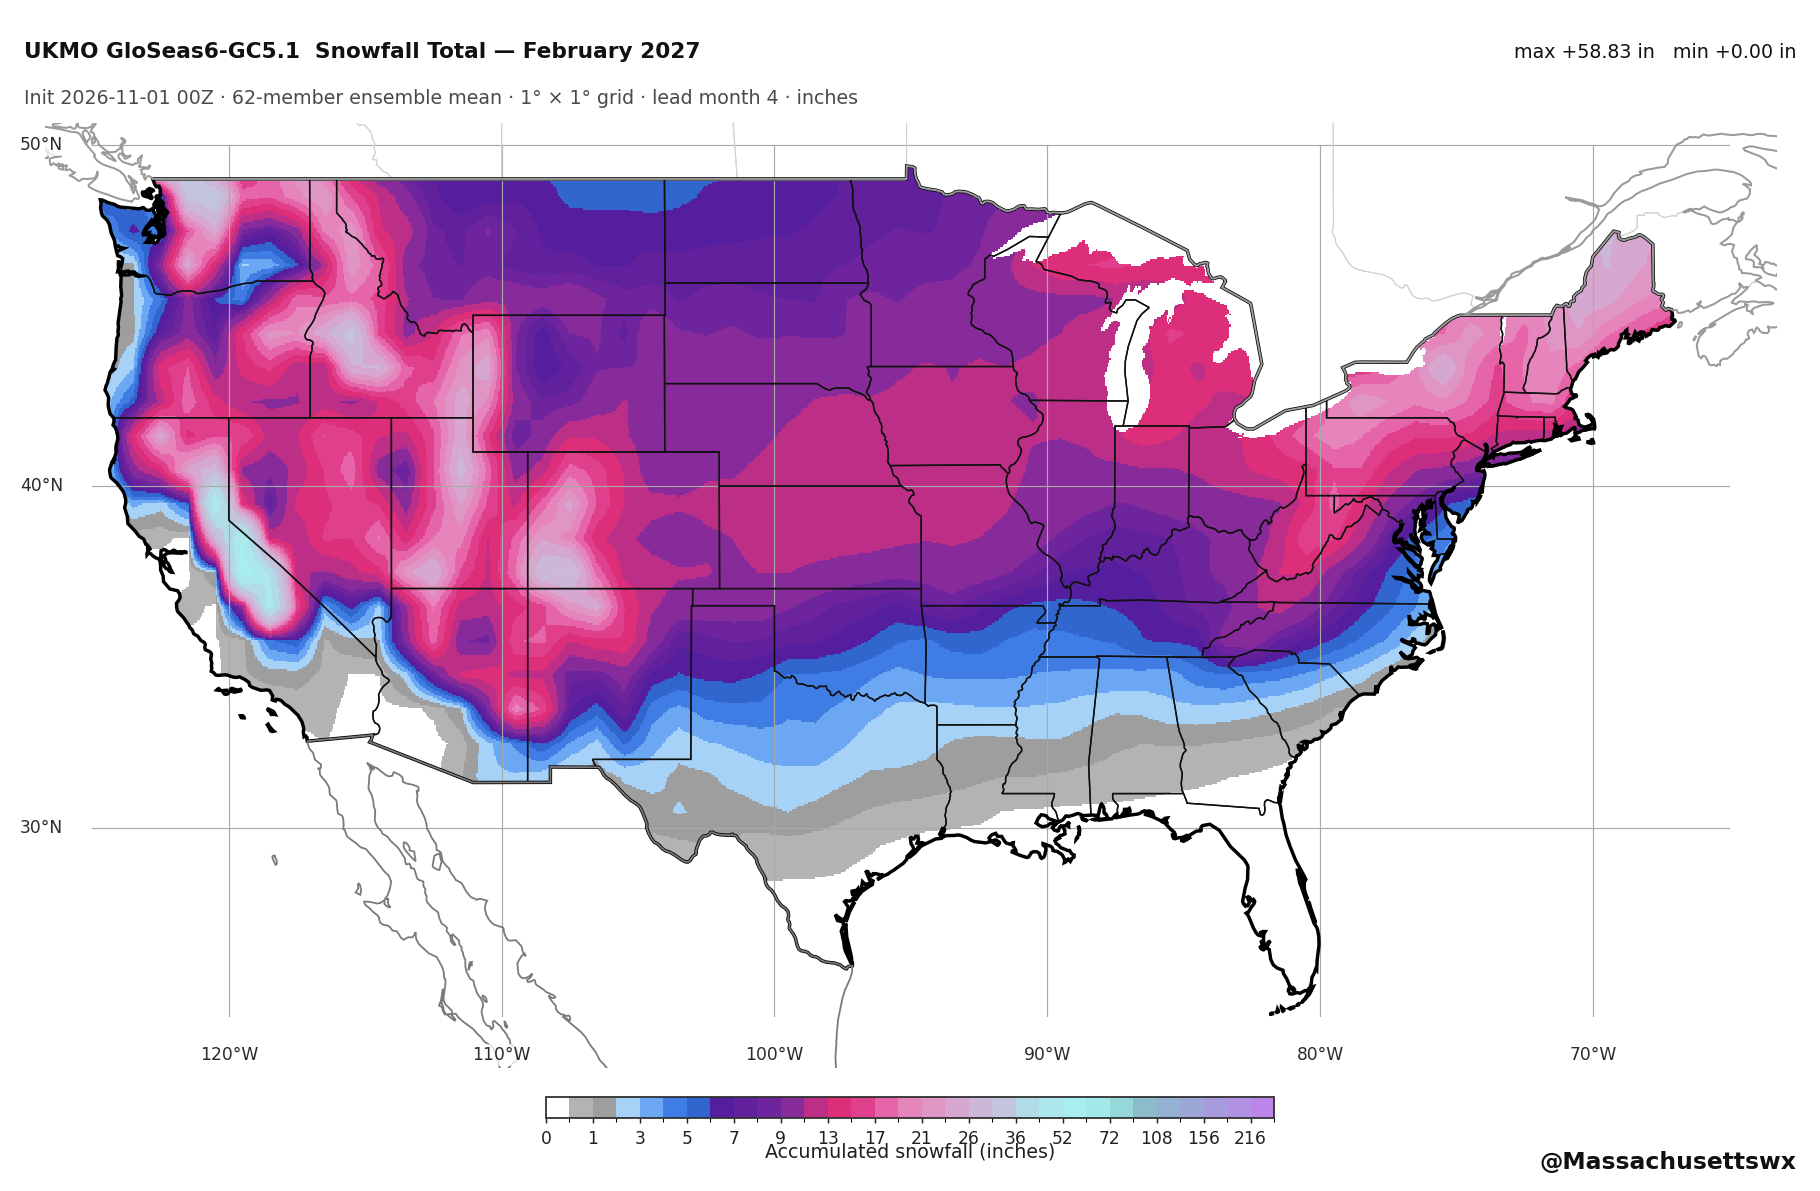 UKMO GloSeas6-GC5.1  Snowfall Total — February 2027
max +58.83 in   min +0.00 in
Init 2026-11-01 00Z · 62-member ensemble mean · 1° × 1° grid · lead month 4 · inches
50°N
40°N
30°N
120°W 110°W 100°W 90°W 80°W 70°W
0 1 3 5 7 9 13 17 21 26 36 52 72 108 156 216
Accumulated snowfall (inches)
@Massachusettswx